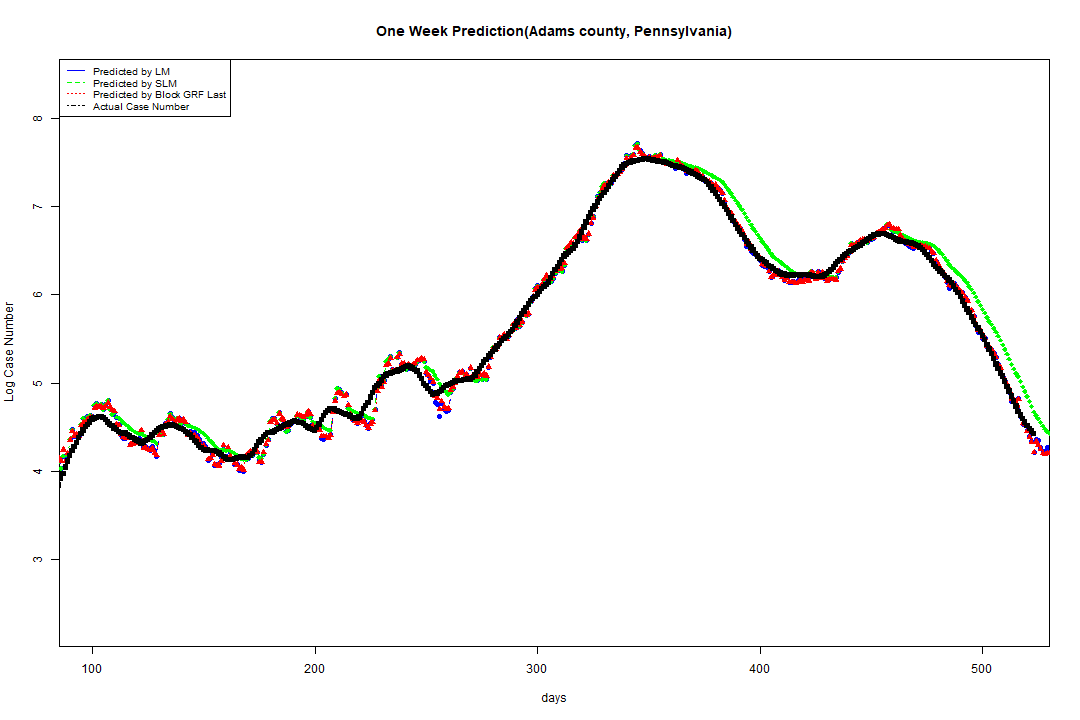 One Week Prediction(Adams county, Pennsylvania)
Predicted by LM
Predicted by SLM
Predicted by Block GRF Last
Actual Case Number
8
7
6
5
4
3
Log Case Number
100 200 300 400 500
days